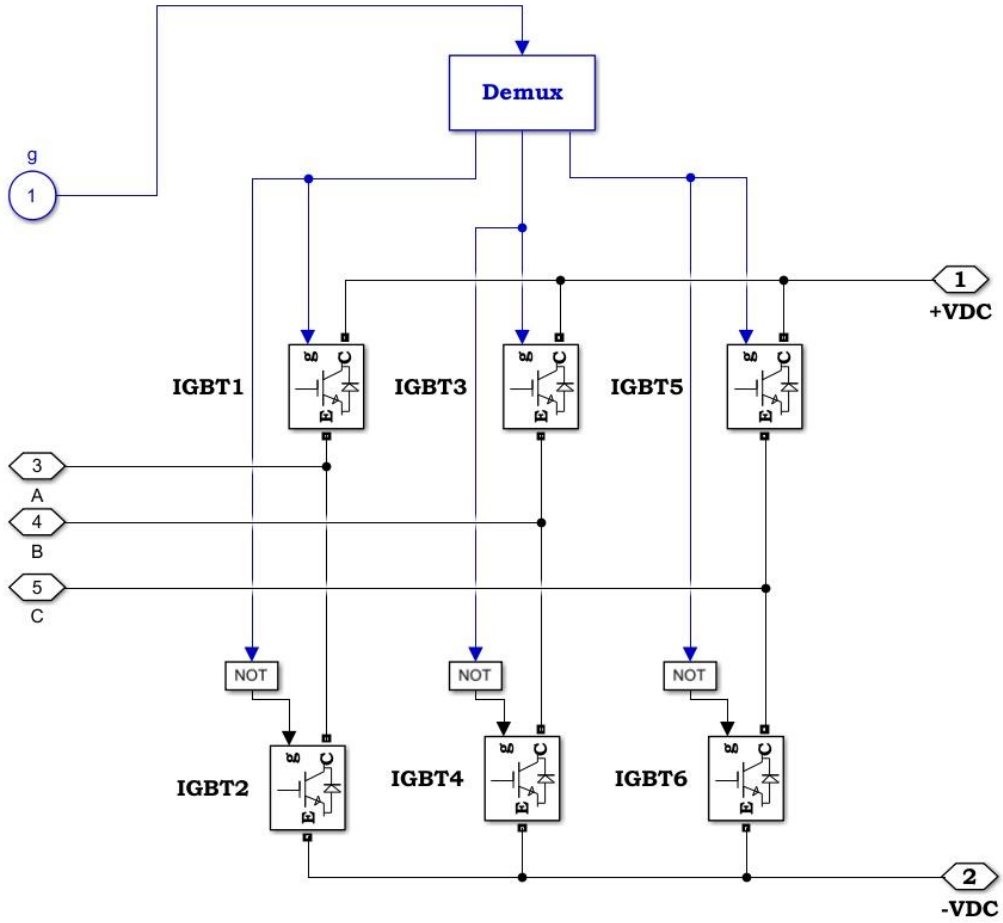 Demux
g
1
1
+VDC
g C
E
IGBT1
g C
E
IGBT3
g C
E
IGBT5
3
A
4
B
5
C
NOT
NOT
NOT
g C
E
IGBT2
g C
E
IGBT4
g C
E
IGBT6
2
-VDC